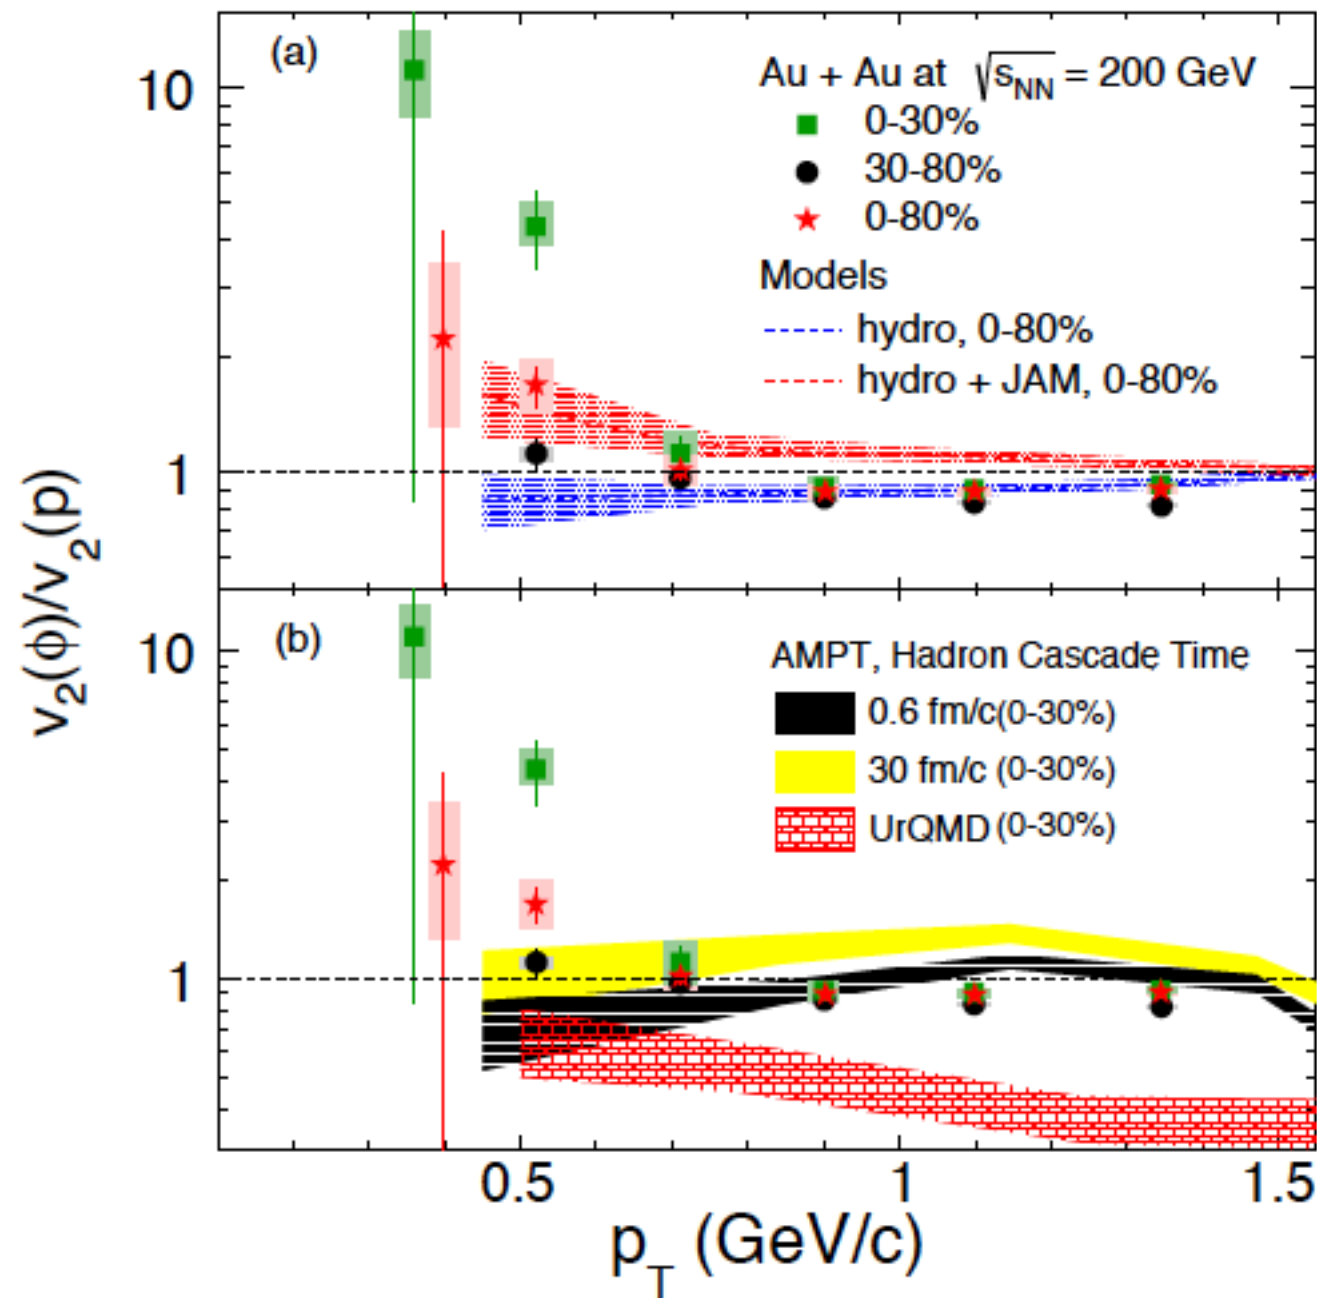 (a)
Au + Au at √sNN = 200 GeV
0-30%
30-80%
0-80%
Models
hydro, 0-80%
hydro + JAM, 0-80%
10
1
v2(ϕ)/v2(p)
(b)
AMPT, Hadron Cascade Time
0.6 fm/c(0-30%)
30 fm/c (0-30%)
UrQMD (0-30%)
10
1
0.5 1 1.5
pT (GeV/c)